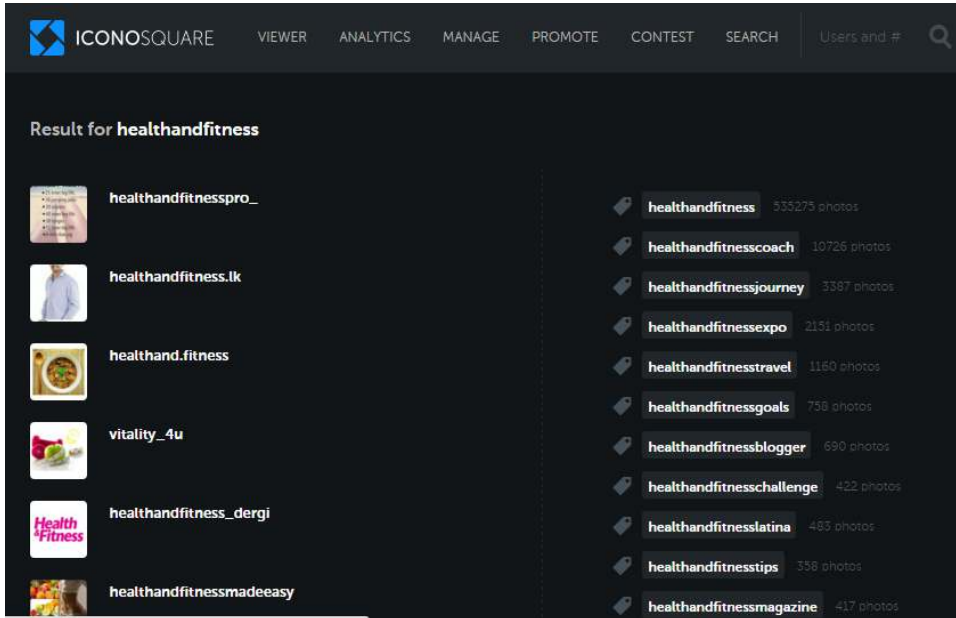 ICONOSQUARE VIEWER ANALYTICS MANAGE PROMOTE CONTEST SEARCH Users and #
Result for healthandfitness
healthandfitnesspro_
healthandfitness.lk
healthand.fitness
vitality_4u
healthandfitness_dergi
Health
&Fitness
healthandfitnessmadeeasy
healthandfitness 535275 photos
healthandfitnesscoach 10726 photos
healthandfitnessjourney 3387 photos
healthandfitnessexpo 2151 photos
healthandfitnesstravel 1160 photos
healthandfitnessgoals 758 photos
healthandfitnessblogger 690 photos
healthandfitnesschallenge 422 photos
healthandfitnesslatina 483 photos
healthandfitnesstips 358 photos
healthandfitnessmagazine 417 photos